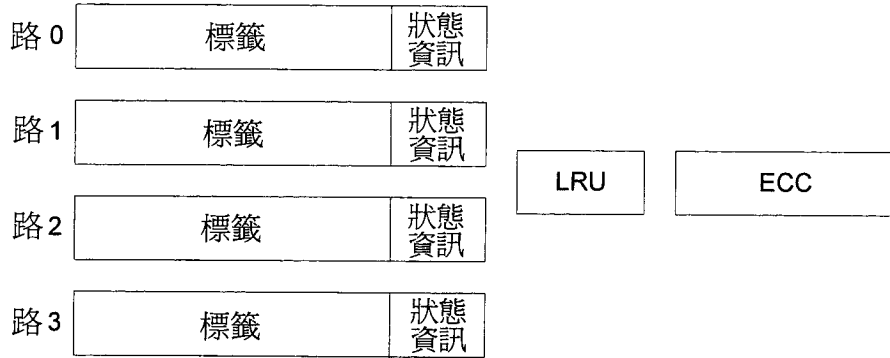 路 0 標籤 狀態
資訊
路 1 標籤 狀態
資訊
LRU ECC
路 2 標籤 狀態
資訊
路 3 標籤 狀態
資訊